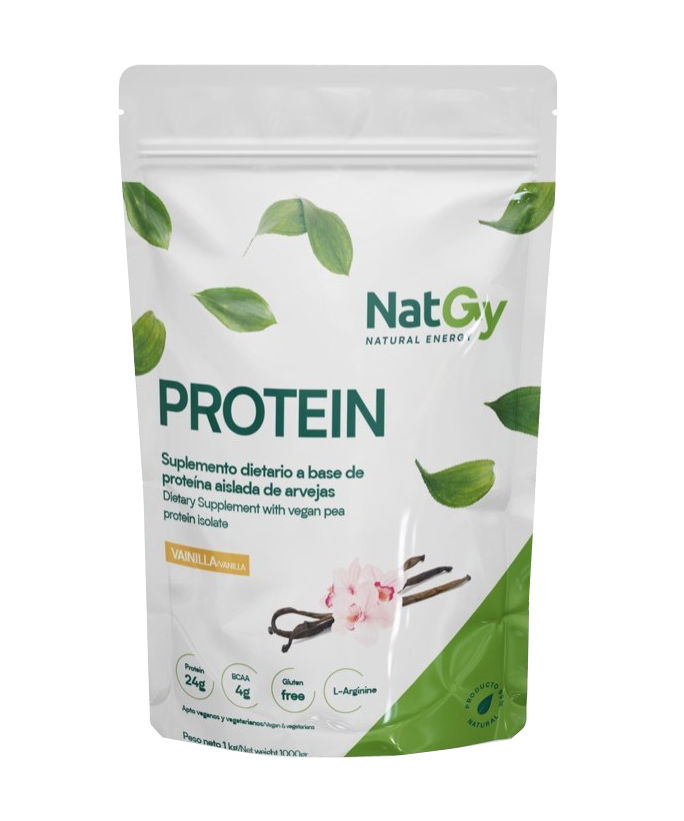 NatGy
NATURAL ENERGY
PROTEIN
Suplemento dietario a base de
proteína aislada de arvejas
Dietary Supplement with vegan pea
protein isolate
VAINILLA/VANILLA
Protein
24g
BCAA
4g
Gluten
free
L-Arginine
Apto veganos y vegetarianos/Vegan & vegetarians
Peso neto 1 kg/Net weight 1000gr
PRODUCTO
NATURAL